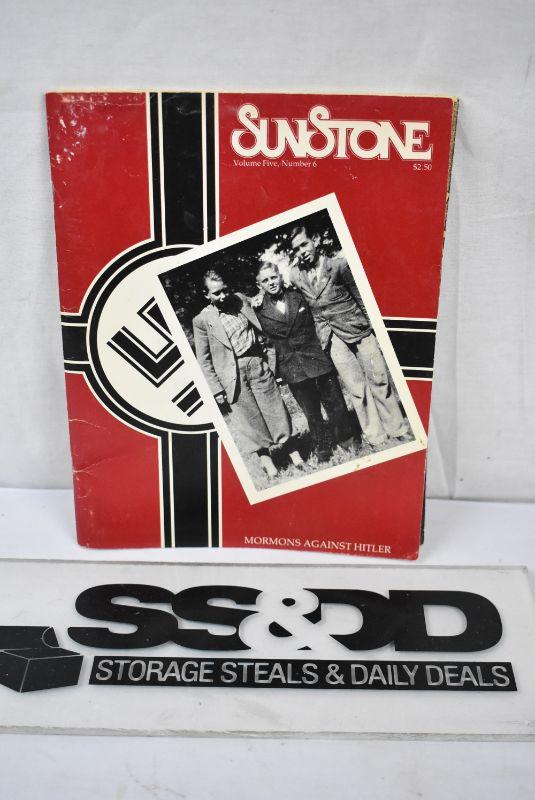 SUNSTONE
Volume Five, Number 6
$2.50
MORMONS AGAINST HITLER
SS&DD
STORAGE STEALS & DAILY DEALS